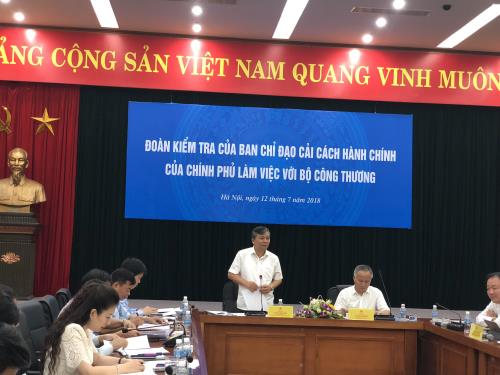 ẢNG CỘNG SẢN VIỆT NAM QUANG VINH MUÔN
ĐOÀN KIỂM TRA CỦA BAN CHỈ ĐẠO CẢI CÁCH HÀNH CHÍNH
CỦA CHÍNH PHỦ LÀM VIỆC VỚI BỘ CÔNG THƯƠNG
Hà Nội, ngày 12 tháng 7 năm 2018